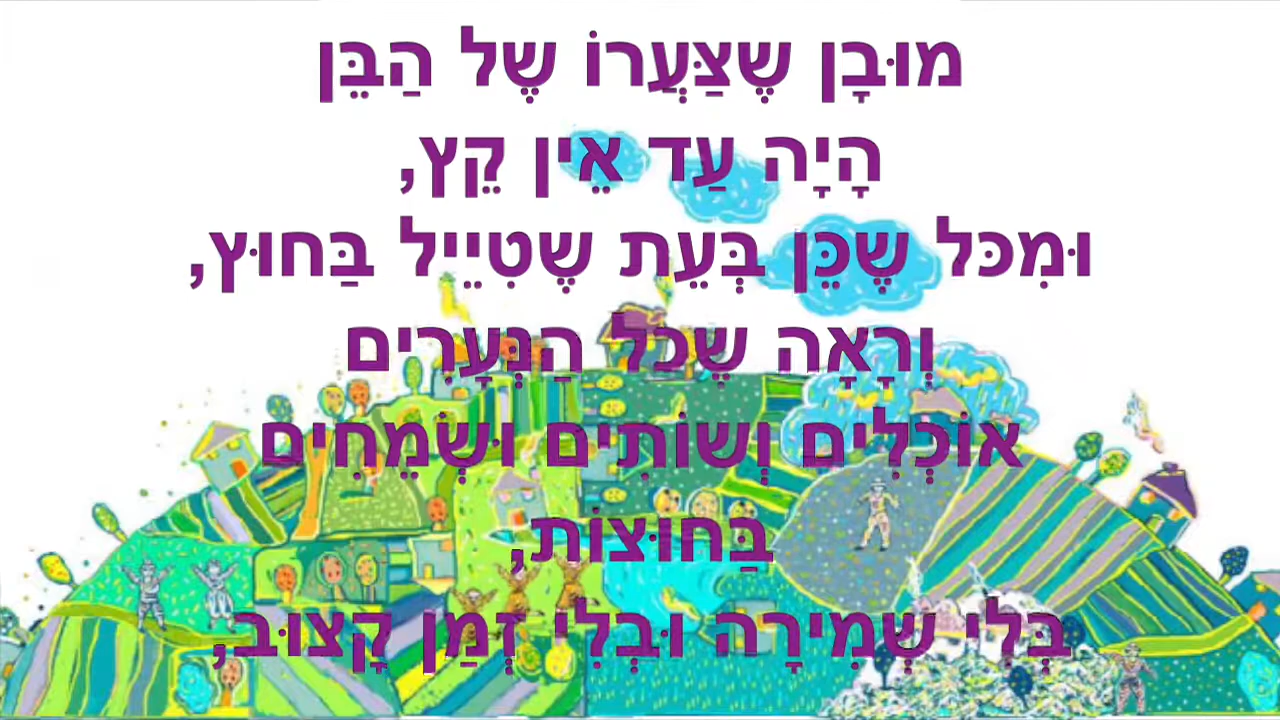 מוּבָן שֶׁצַּעֲרוֹ שֶׁל הַבֵּן
הָיָה עַד אֵין קֵץ,
וּמִכּל שֶׁכֵּן בְּעֵת שֶׁטִיֵיל בַּחוּץ,
וְרָאָה שֶׁכּל הַנְּעָרִים
אוֹכְלִים וְשׁוֹתִים וּשְׂמֵחִים
בַּחוּצוֹת,
בְּלִי שְׁמִירָה וּבְלִי זְמַן קָצוּב,